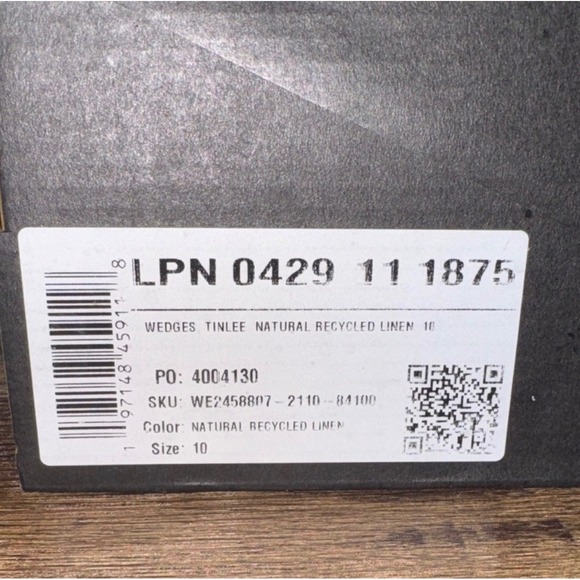 LPN 0429 11 1875
WEDGES TINLEE NATURAL RECYCLED LINEN 10
PO: 4004130
SKU: WE2458807-2110-84100
Color: NATURAL RECYCLED LINEN
Size: 10
1 97148 45911 8